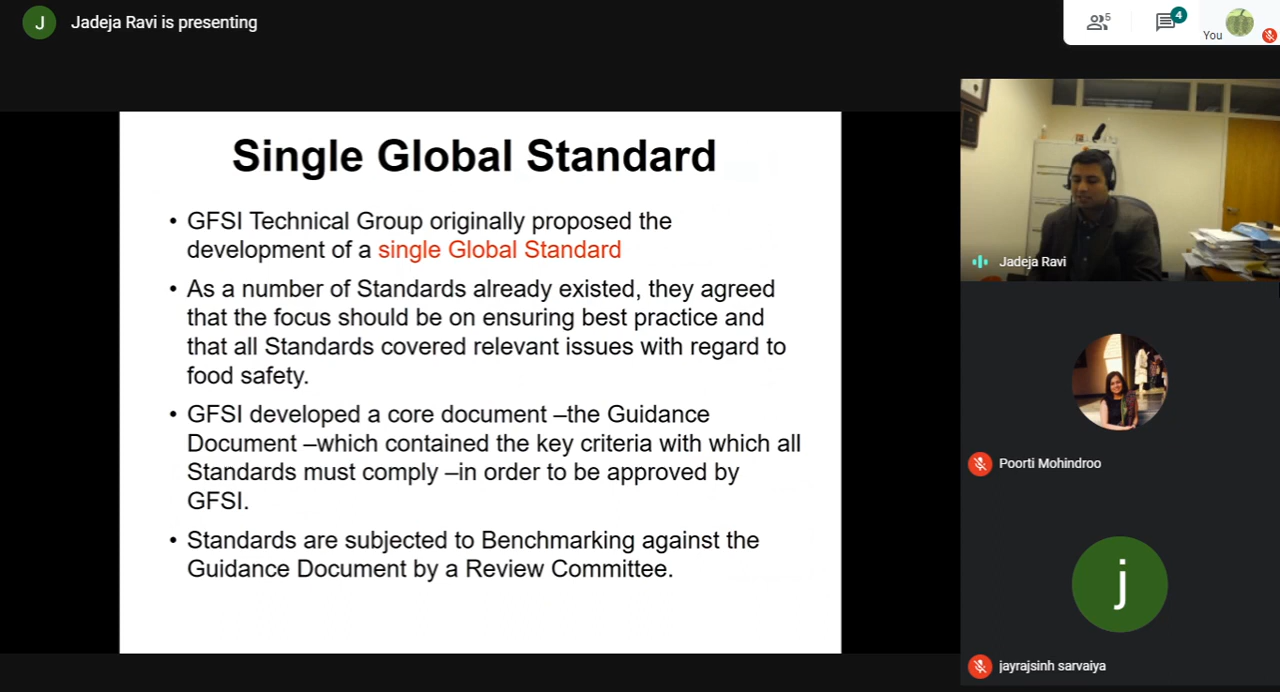 J
Jadeja Ravi is presenting
5
4
You
Single Global Standard
• GFSI Technical Group originally proposed the
development of a single Global Standard
• As a number of Standards already existed, they agreed
that the focus should be on ensuring best practice and
that all Standards covered relevant issues with regard to
food safety.
• GFSI developed a core document –the Guidance
Document –which contained the key criteria with which all
Standards must comply –in order to be approved by
GFSI.
• Standards are subjected to Benchmarking against the
Guidance Document by a Review Committee.
Jadeja Ravi
Poorti Mohindroo
j
jayrajsinh sarvaiya